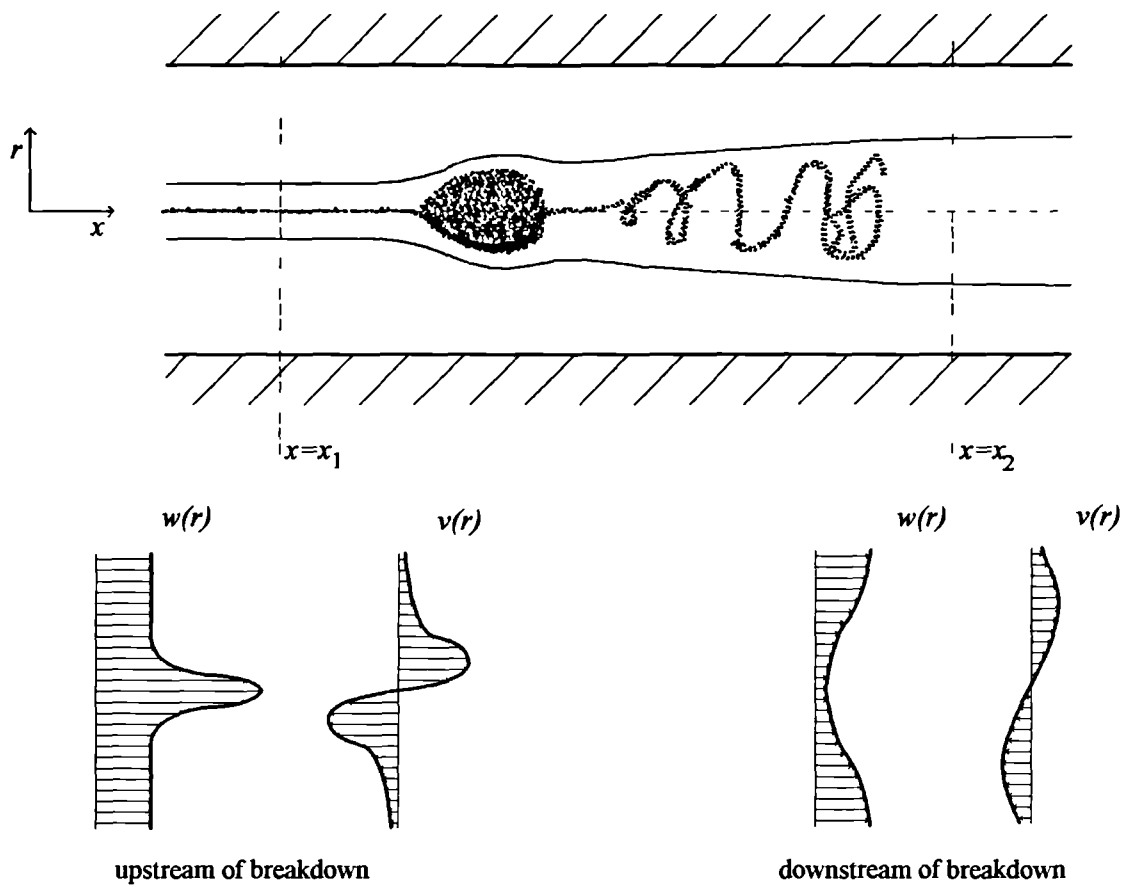 r
x
x=x1
x=x2
w(r) v(r) w(r) v(r)
upstream of breakdown downstream of breakdown